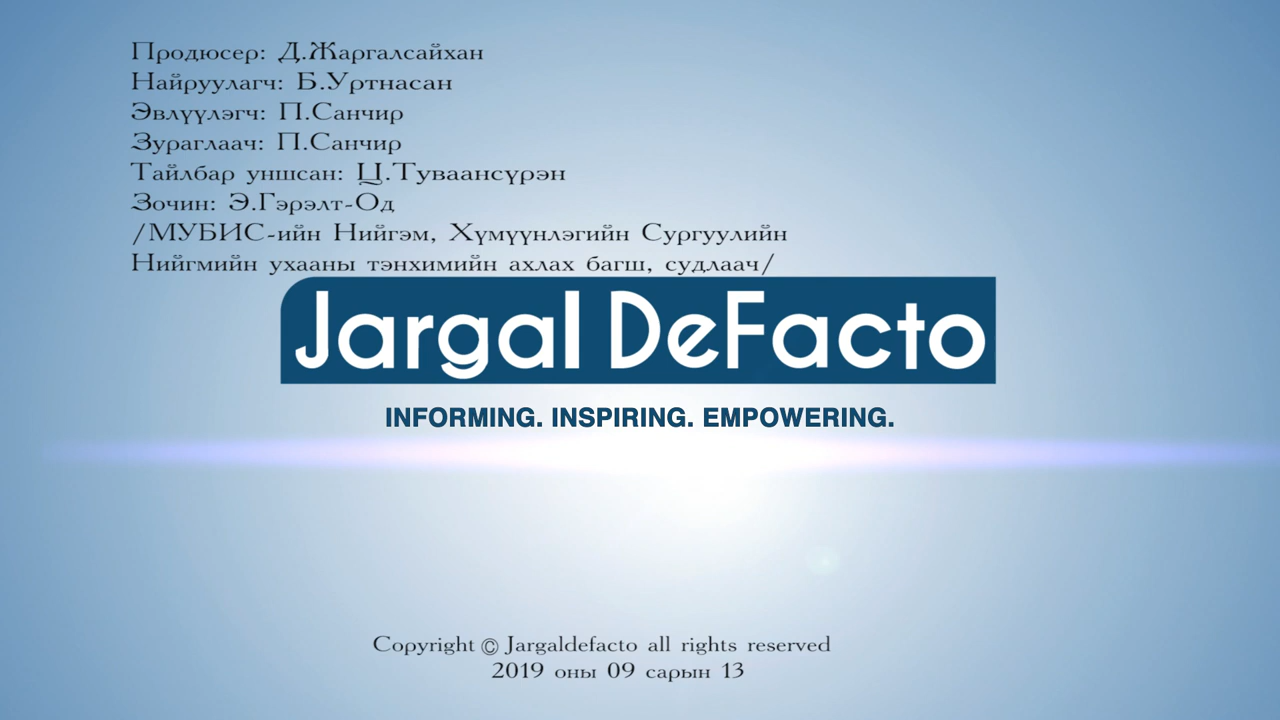 Продюсер: Д.Жаргалсайхан
Найруулагч: Б.Уртнасан
Эвлүүлэгч: П.Санчир
Зураглаач: П.Санчир
Тайлбар уншсан: Ц.Туваансүрэн
Зочин: Э.Гэрэлт-Од
/МУБИС-ийн Нийгэм, Хүмүүнлэгийн Сургуулийн
Нийгмийн ухааны тэнхимийн ахлах багш, судлаач/
Jargal DeFacto
INFORMING. INSPIRING. EMPOWERING.
Copyright © Jargaldefacto all rights reserved
2019 оны 09 сарын 13